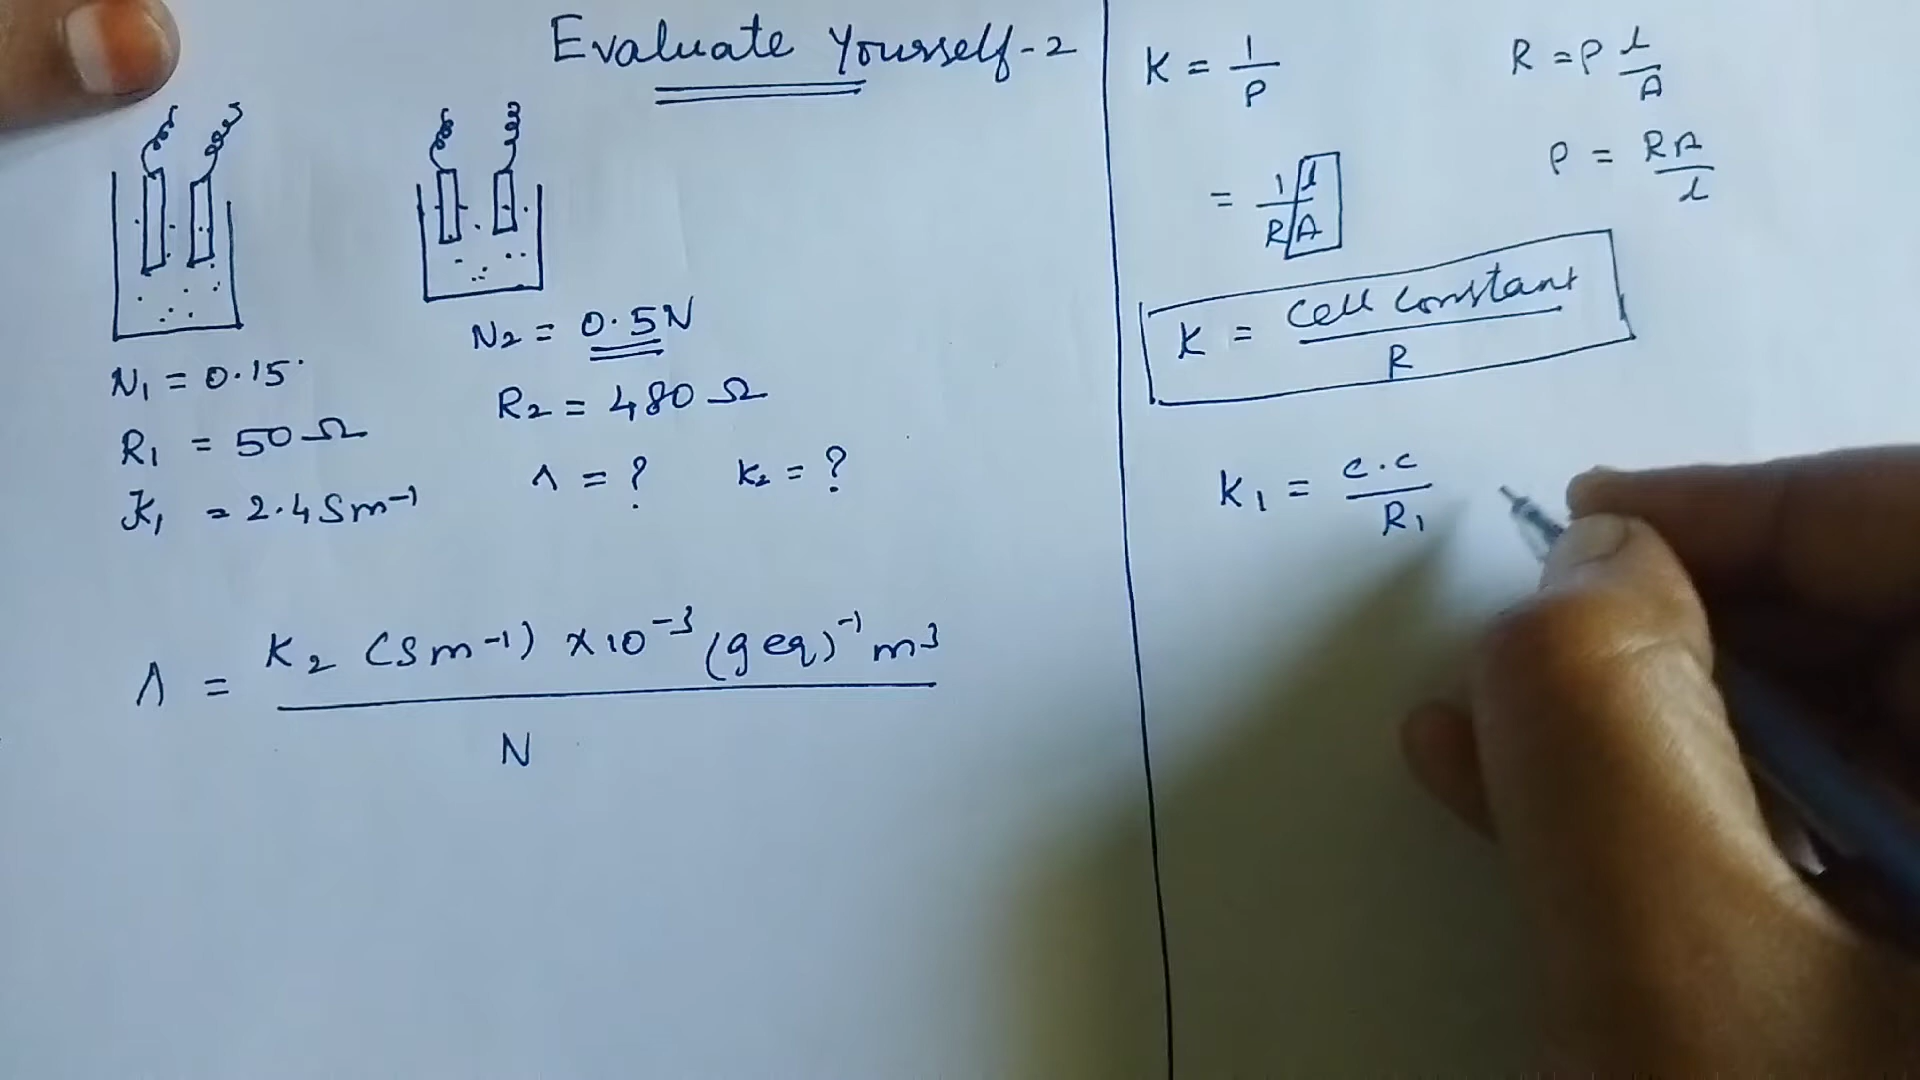 Evaluate Yourself-2
N₁ = 0.15
R₁ = 50 Ω
K₁ = 2.4 Sm⁻¹
N₂ = 0.5N
R₂ = 480 Ω
Λ = ? K₂ = ?
Λ = K₂ (Sm⁻¹) × 10⁻³ (g eq)⁻¹ m³ / N
K = 1/ρ
R = ρ l/A
ρ = RA/l
= 1/R l/A
K = Cell Constant / R
K₁ = c.c / R₁